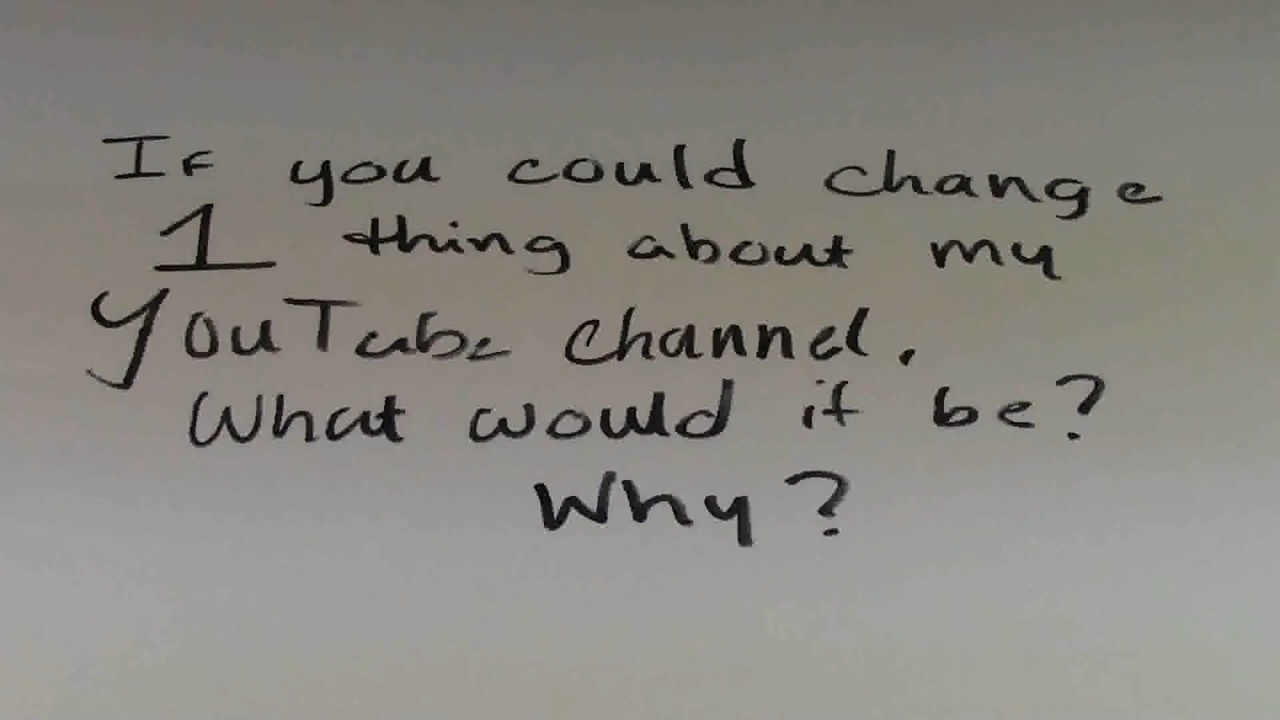 If you could change
1 thing about my
YouTube channel.
What would it be?
Why?